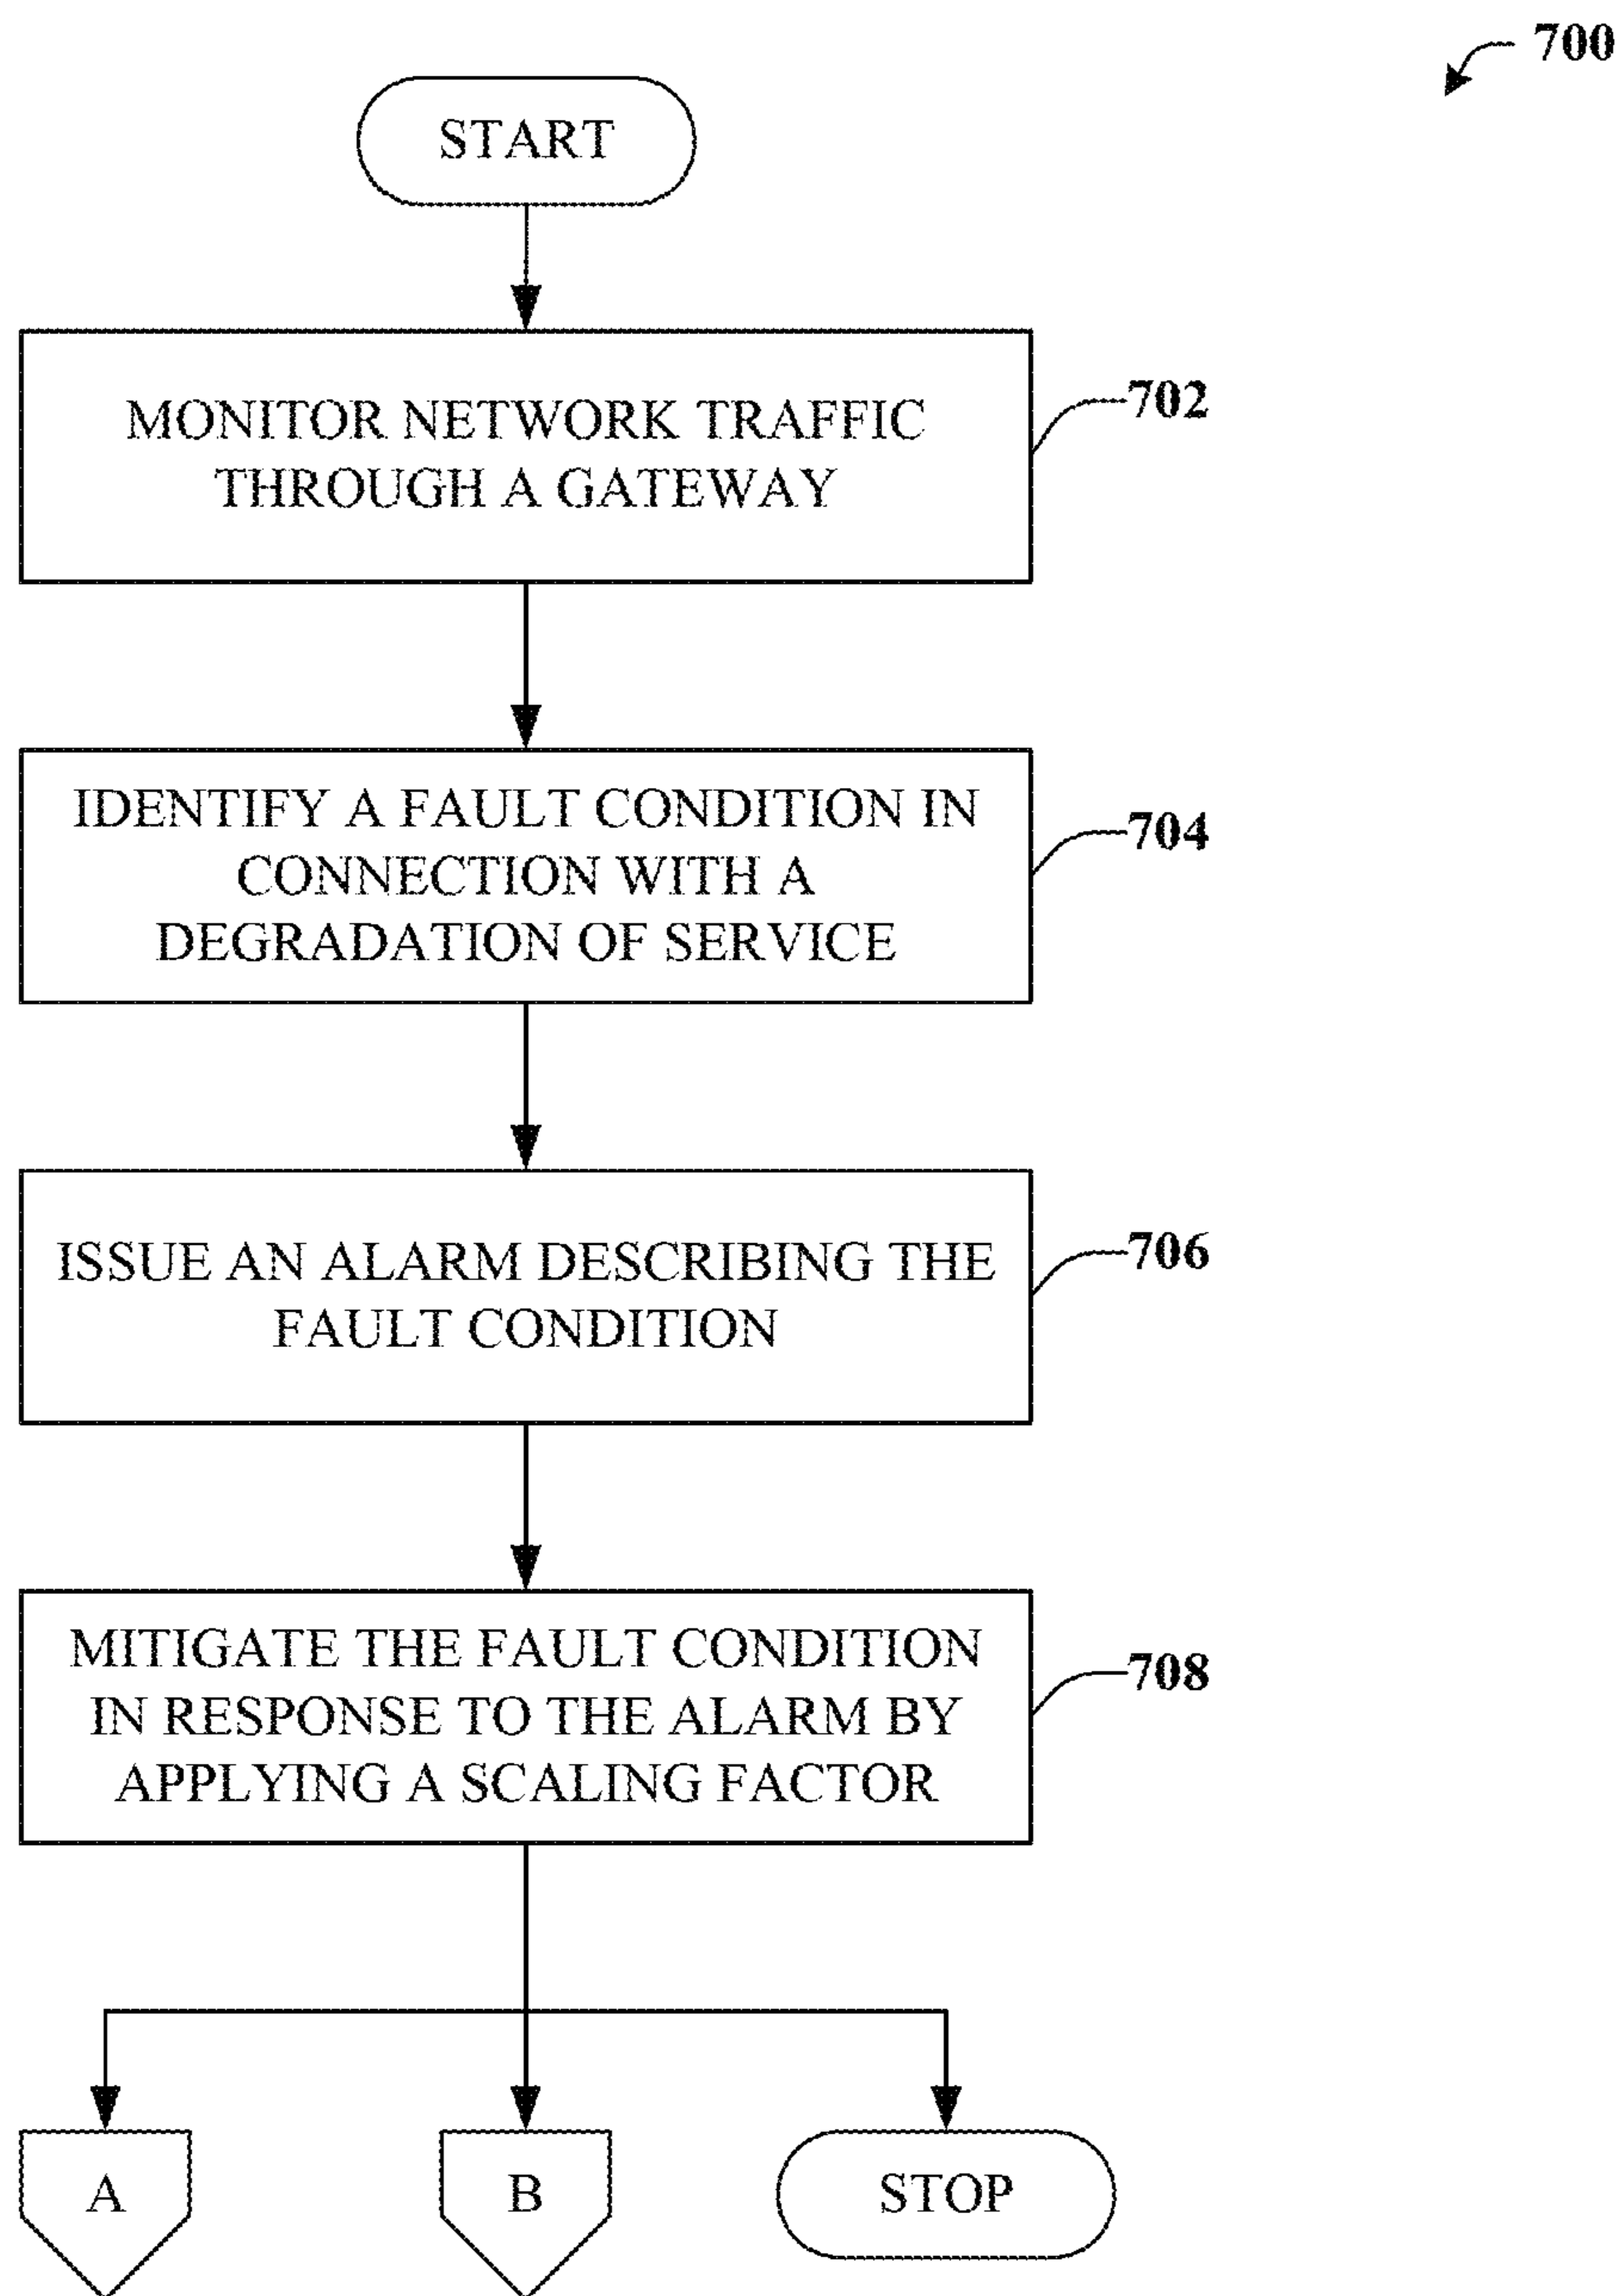 700
START
MONITOR NETWORK TRAFFIC
THROUGH A GATEWAY
702
IDENTIFY A FAULT CONDITION IN
CONNECTION WITH A
DEGRADATION OF SERVICE
704
ISSUE AN ALARM DESCRIBING THE
FAULT CONDITION
706
MITIGATE THE FAULT CONDITION
IN RESPONSE TO THE ALARM BY
APPLYING A SCALING FACTOR
708
A
B
STOP